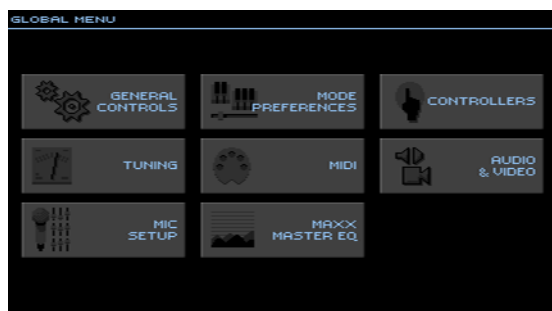 GLOBAL MENU
GENERAL
CONTROLS
MODE
PREFERENCES
CONTROLLERS
TUNING
MIDI
AUDIO
& VIDEO
MIC
SETUP
MAXX
MASTER EQ